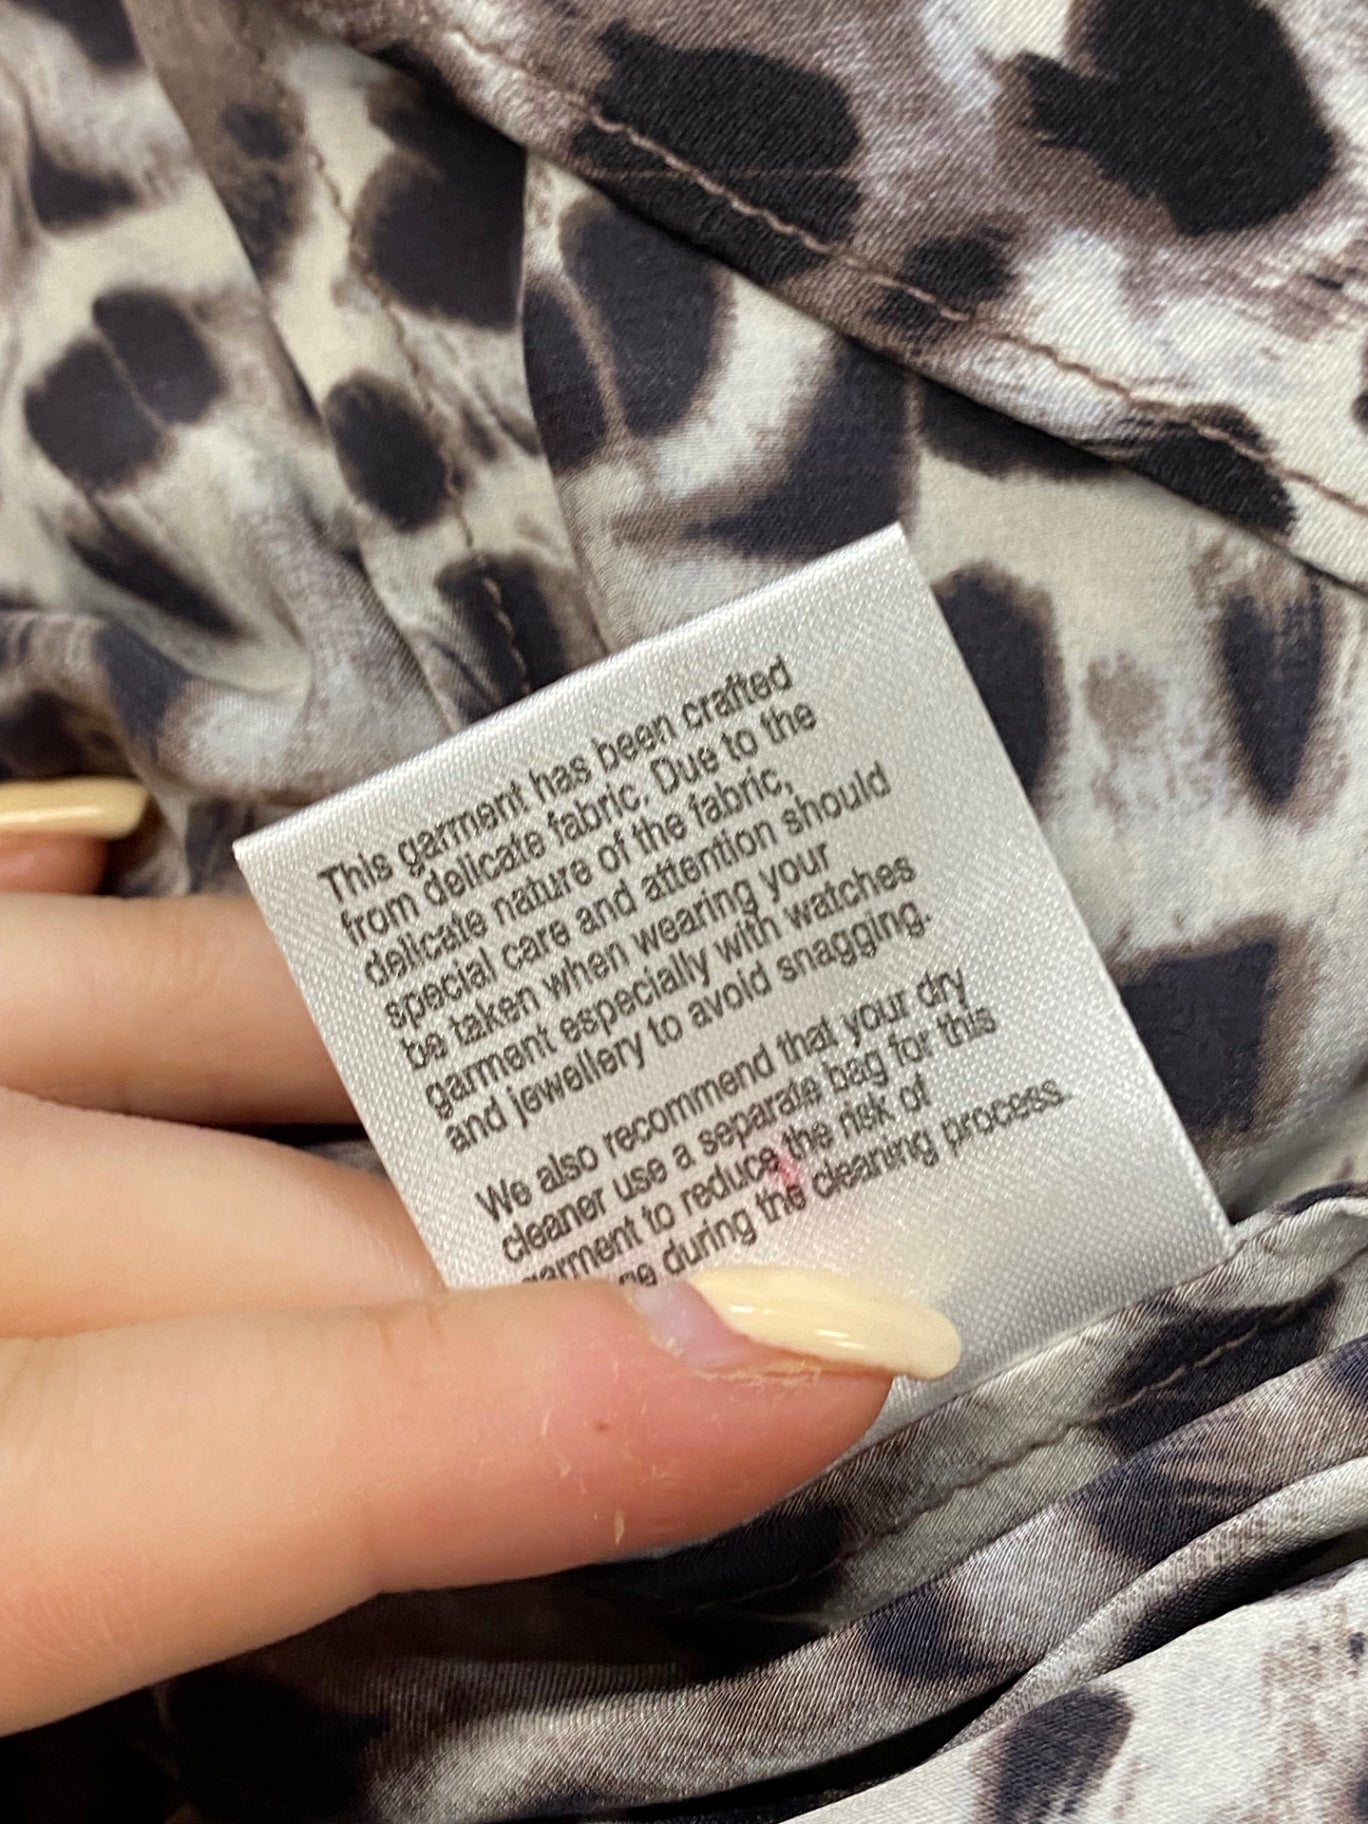 This garment has been crafted
from delicate fabric. Due to the
delicate nature of the fabric,
special care and attention should
be taken when wearing your
garment especially with watches
and jewellery to avoid snagging.
We also recommend that your dry
cleaner use a separate bag for this
garment to reduce the risk of
during the cleaning process.